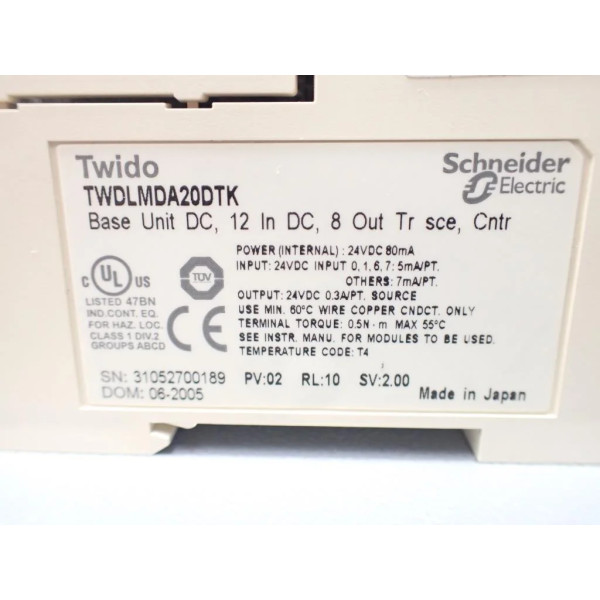 Twido
Schneider
Electric
TWDLMDA20DTK
Base Unit DC, 12 In DC, 8 Out Tr sce, Cntr
POWER (INTERNAL) : 24VDC 80mA
INPUT: 24VDC INPUT 0, 1, 6, 7: 5mA/PT.
OTHERS: 7mA/PT.
OUTPUT: 24VDC 0.3A/PT. SOURCE
USE MIN. 60°C WIRE COPPER CNDCT. ONLY
TERMINAL TORQUE: 0.5N·m MAX 55°C
SEE INSTR. MANU. FOR MODULES TO BE USED.
TEMPERATURE CODE: T4
C UL US
LISTED 47BN
IND.CONT. EQ.
FOR HAZ. LOC.
CLASS 1 DIV.2
GROUPS ABCD
TÜV
CE
SN: 31052700189 PV:02 RL:10 SV:2.00
DOM: 06-2005
Made in Japan